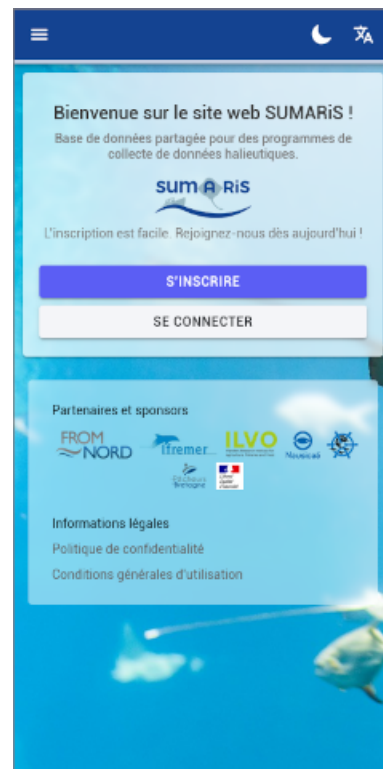 Bienvenue sur le site web SUMARiS !
Base de données partagée pour des programmes de
collecte de données halieutiques.
sumARiS
L'inscription est facile. Rejoignez-nous dès aujourd'hui !
S'INSCRIRE
SE CONNECTER
Partenaires et sponsors
FROM
NORD
Ifremer
ILVO
Nausicaá
Bretagne
Informations légales
Politique de confidentialité
Conditions générales d'utilisation